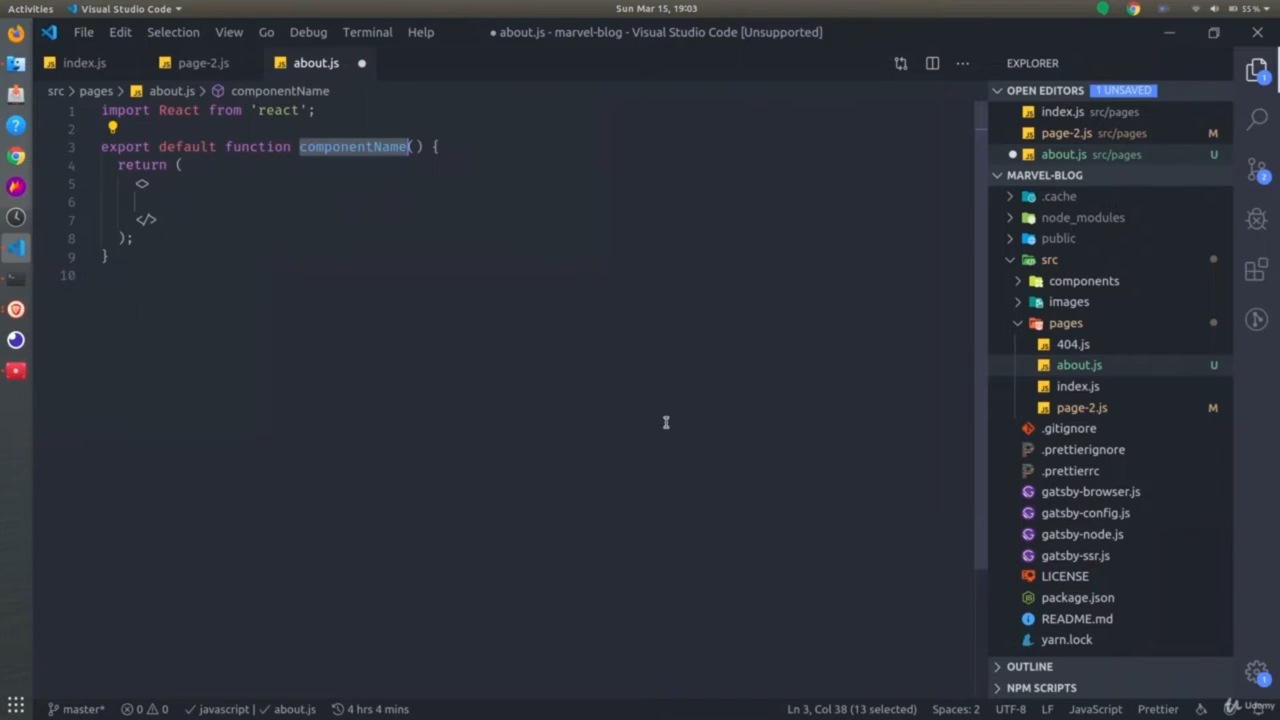 Activities
Visual Studio Code
Sun Mar 15, 19:03
55 %
File Edit Selection View Go Debug Terminal Help
● about.js - marvel-blog - Visual Studio Code [Unsupported]
index.js
page-2.js
about.js
src > pages > about.js > componentName
1 import React from 'react';
2
3 export default function componentName() {
4 return (
5 <>
6
7 </>
8 );
9 }
10
EXPLORER
OPEN EDITORS 1 UNSAVED
index.js src/pages
page-2.js src/pages M
about.js src/pages U
MARVEL-BLOG
.cache
node_modules
public
src
components
images
pages
404.js
about.js U
index.js
page-2.js M
.gitignore
.prettierignore
.prettierrc
gatsby-browser.js
gatsby-config.js
gatsby-node.js
gatsby-ssr.js
LICENSE
package.json
README.md
yarn.lock
OUTLINE
NPM SCRIPTS
1
2
1
master* 0 0 javascript | about.js 4 hrs 4 mins
Ln 3, Col 38 (13 selected) Spaces: 2 UTF-8 LF JavaScript Prettier
Udemy